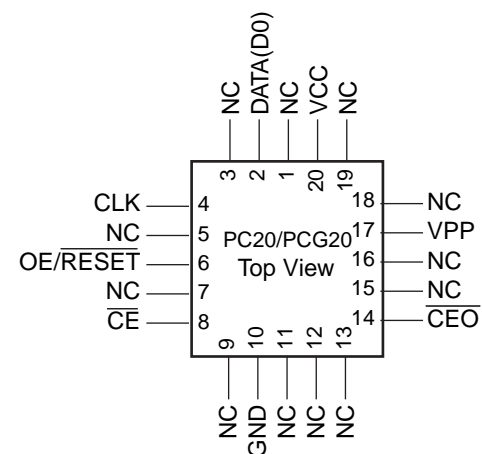 NC
DATA(D0)
NC
VCC
NC
3
2
1
20
19
CLK 4
NC 5
OE/RESET 6
NC 7
CE 8
PC20/PCG20
Top View
18 NC
17 VPP
16 NC
15 NC
14 CEO
9
10
11
12
13
NC
GND
NC
NC
NC